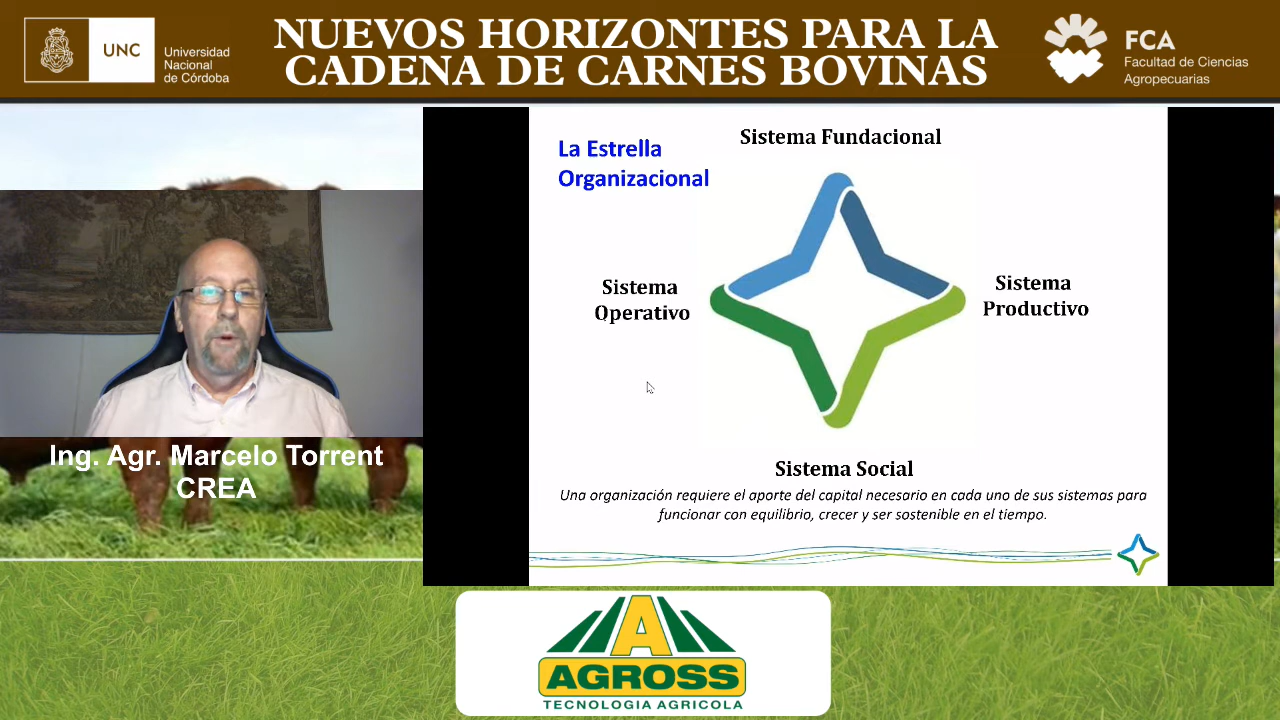 UNC
Universidad
Nacional
de Córdoba
NUEVOS HORIZONTES PARA LA
CADENA DE CARNES BOVINAS
FCA
Facultad de Ciencias
Agropecuarias
La Estrella
Organizacional
Sistema Fundacional
Sistema
Operativo
Sistema
Productivo
Sistema Social
Una organización requiere el aporte del capital necesario en cada uno de sus sistemas para
funcionar con equilibrio, crecer y ser sostenible en el tiempo.
Ing. Agr. Marcelo Torrent
CREA
A
AGROSS
TECNOLOGIA AGRICOLA